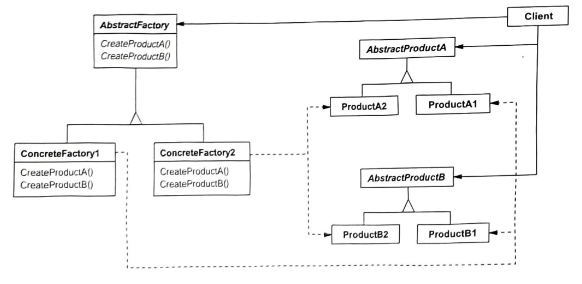 Client
AbstractFactory
CreateProductA()
CreateProductB()
AbstractProductA
ProductA2
ProductA1
ConcreteFactory1
CreateProductA()
CreateProductB()
ConcreteFactory2
CreateProductA()
CreateProductB()
AbstractProductB
ProductB2
ProductB1